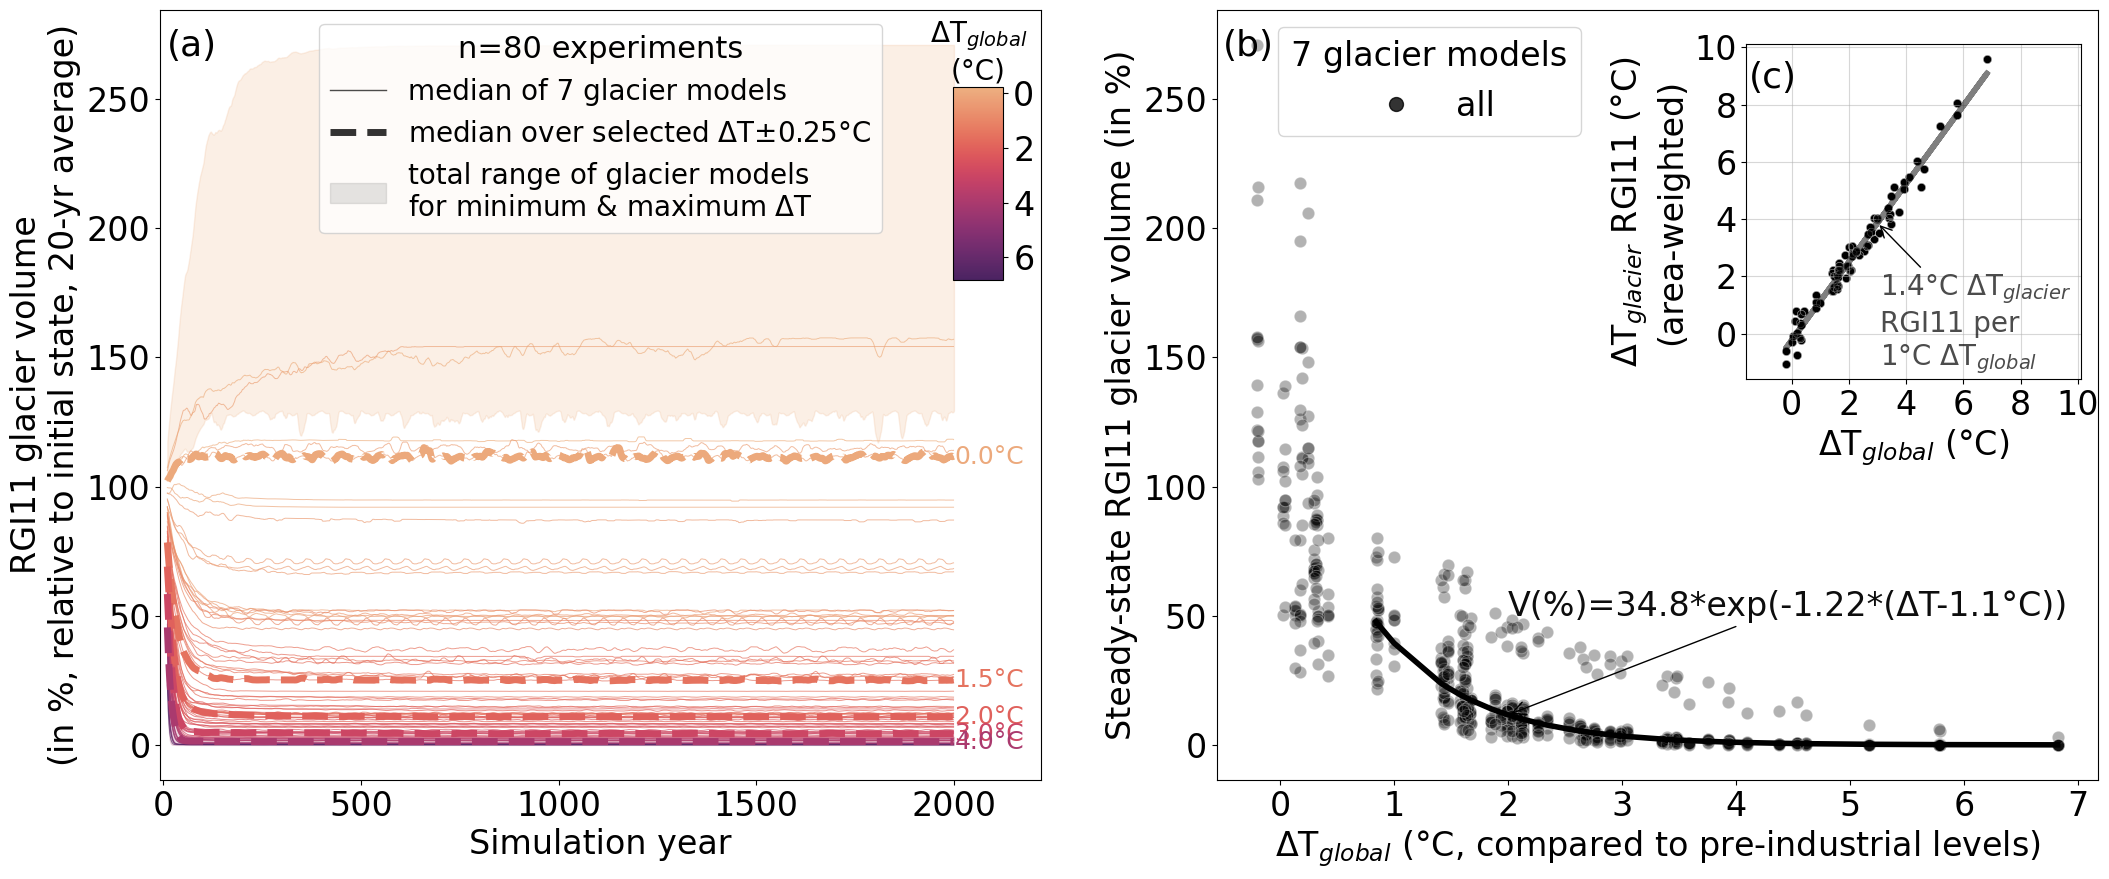 (a)
n=80 experiments
median of 7 glacier models
median over selected ΔT±0.25°C
total range of glacier models
for minimum & maximum ΔT
ΔT_global
(°C)
0
2
4
6
RGI11 glacier volume
(in %, relative to initial state, 20-yr average)
250
200
150
100
50
0
0.0°C
1.5°C
2.0°C
3.0°C
4.0°C
0
500
1000
1500
2000
Simulation year
(b)
7 glacier models
all
Steady-state RGI11 glacier volume (in %)
250
200
150
100
50
0
V(%)=34.8*exp(-1.22*(ΔT-1.1°C))
0
1
2
3
4
5
6
7
ΔT_global (°C, compared to pre-industrial levels)
(c)
ΔT_glacier RGI11 (°C)
(area-weighted)
10
8
6
4
2
0
1.4°C ΔT_glacier
RGI11 per
1°C ΔT_global
0
2
4
6
8
10
ΔT_global (°C)